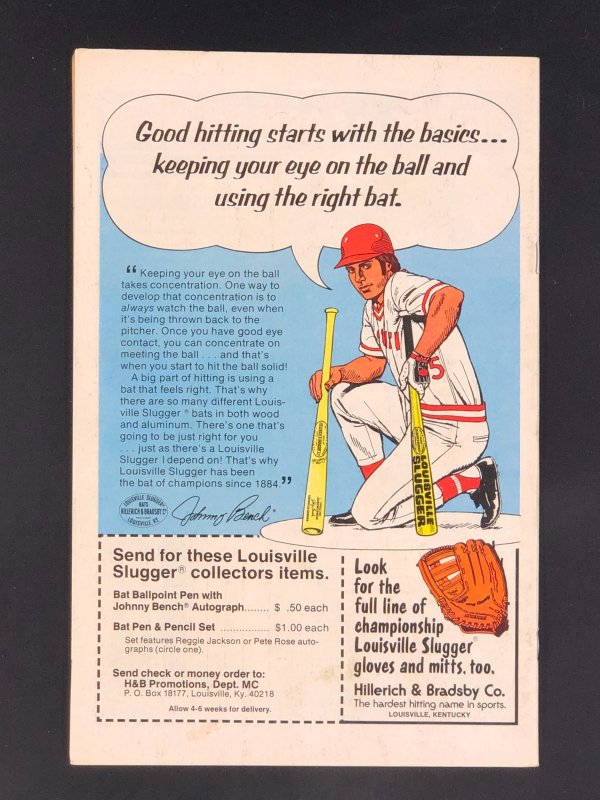 Good hitting starts with the basics...
keeping your eye on the ball and
using the right bat.
“Keeping your eye on the ball
takes concentration. One way to
develop that concentration is to
always watch the ball, even when
it's being thrown back to the
pitcher. Once you have good eye
contact, you can concentrate on
meeting the ball . . . and that's
when you start to hit the ball solid!
A big part of hitting is using a
bat that feels right. That's why
there are so many different Louis-
ville Slugger® bats in both wood
and aluminum. There's one that's
going to be just right for you
. . . just as there's a Louisville
Slugger I depend on! That's why
Louisville Slugger has been
the bat of champions since 1884.”
LOUISVILLE SLUGGER
BATS
HILLERICH & BRADSBY Co
LOUISVILLE, KY.
Johnny Bench
5
LOUISVILLE
SLUGGER
Send for these Louisville
Slugger® collectors items.
Bat Ballpoint Pen with
Johnny Bench® Autograph........ $ .50 each
Bat Pen & Pencil Set ...............$1.00 each
Set features Reggie Jackson or Pete Rose auto-
graphs (circle one).
Send check or money order to:
H&B Promotions, Dept. MC
P. O. Box 18177, Louisville, Ky. 40218
Allow 4-6 weeks for delivery.
Look
for the
full line of
championship
Louisville Slugger®
gloves and mitts, too.
Hillerich & Bradsby Co.
The hardest hitting name in sports.
LOUISVILLE, KENTUCKY